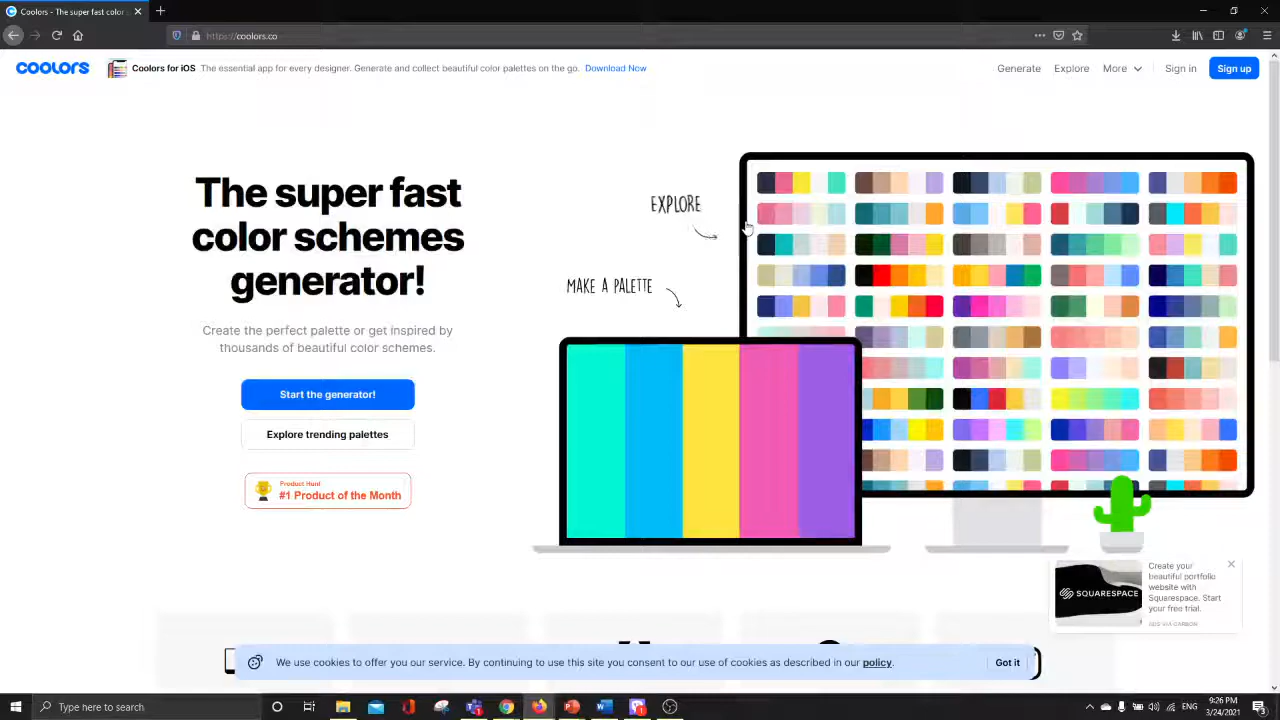 Coolors - The super fast color
https://coolors.co
coolors
Coolors for iOS The essential app for every designer. Generate and collect beautiful color palettes on the go. Download Now
Generate Explore More Sign in Sign up
The super fast
color schemes
generator!
Create the perfect palette or get inspired by
thousands of beautiful color schemes.
Start the generator!
Explore trending palettes
Product Hunt
#1 Product of the Month
EXPLORE
MAKE A PALETTE
SQUARESPACE
Create your
beautiful portfolio
website with
Squarespace. Start
your free trial.
ADS VIA CARBON
We use cookies to offer you our service. By continuing to use this site you consent to our use of cookies as described in our policy.
Got it
Type here to search
ENG
9:26 PM
3/24/2021